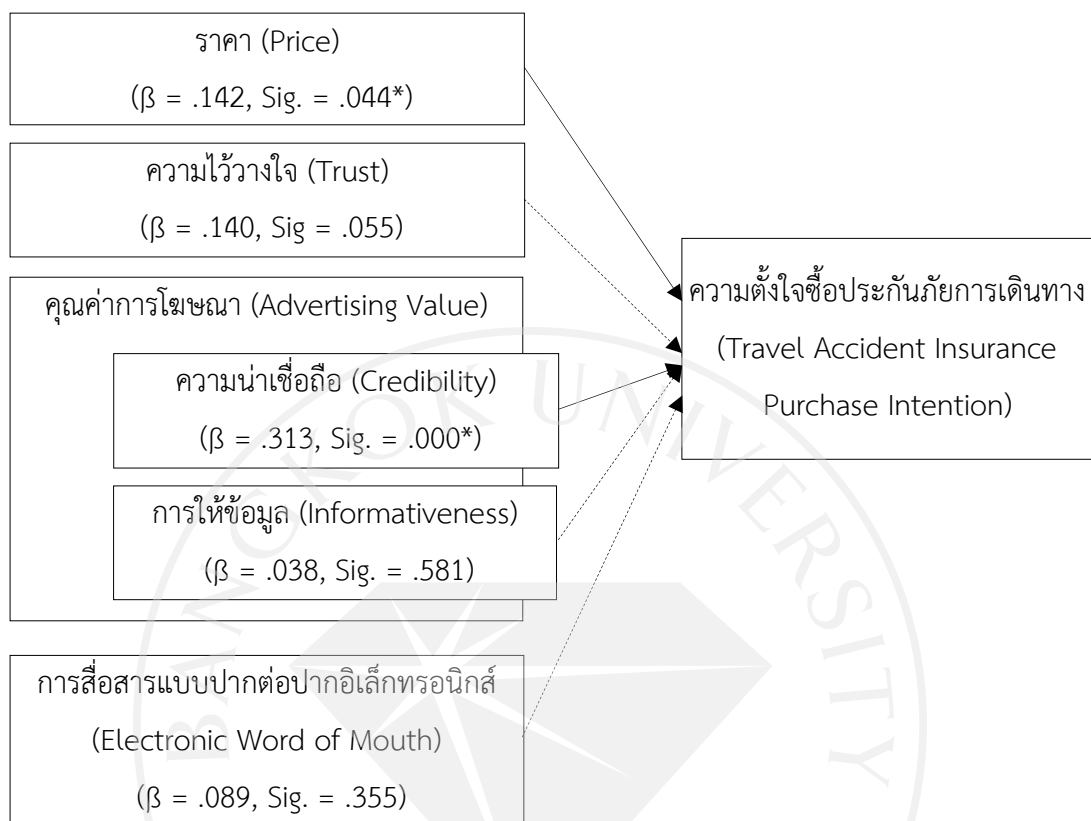 ราคา (Price)
(β = .142, Sig. = .044*)
ความไว้วางใจ (Trust)
(β = .140, Sig = .055)
คุณค่าการโฆษณา (Advertising Value)
ความน่าเชื่อถือ (Credibility)
(β = .313, Sig. = .000*)
การให้ข้อมูล (Informativeness)
(β = .038, Sig. = .581)
การสื่อสารแบบปากต่อปากอิเล็กทรอนิกส์
(Electronic Word of Mouth)
(β = .089, Sig. = .355)
ความตั้งใจซื้อประกันภัยการเดินทาง
(Travel Accident Insurance
Purchase Intention)
BANGKOK UNIVERSITY